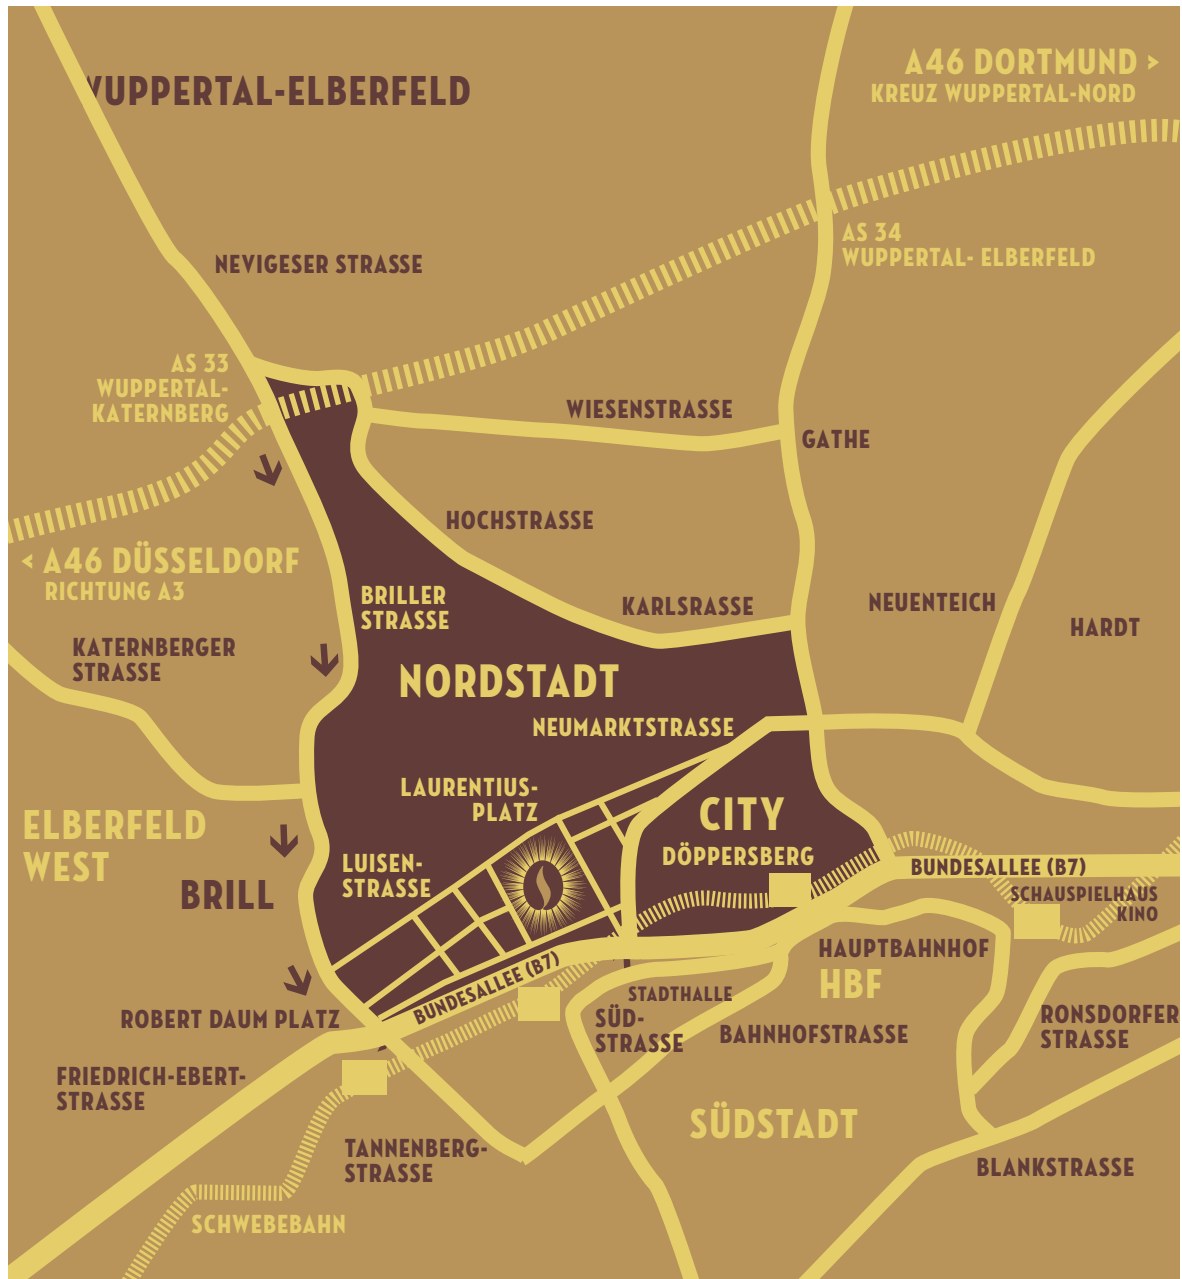 WUPPERTAL-ELBERFELD
A46 DORTMUND >
KREUZ WUPPERTAL-NORD
AS 34
WUPPERTAL- ELBERFELD
NEVIGESER STRASSE
AS 33
WUPPERTAL-
KATERNBERG
WIESENSTRASSE
GATHE
HOCHSTRASSE
< A46 DÜSSELDORF
RICHTUNG A3
BRILLER
STRASSE
KARLSRASSE
NEUENTEICH
HARDT
KATERNBERGER
STRASSE
NORDSTADT
NEUMARKTSTRASSE
LAURENTIUS-
PLATZ
CITY
DÖPPERSBERG
ELBERFELD
WEST
BRILL
LUISEN-
STRASSE
BUNDESALLEE (B7)
SCHAUSPIELHAUS
KINO
HAUPTBAHNHOF
HBF
BUNDESALLEE (B7)
STADTHALLE
SÜD-
STRASSE
BAHNHOFSTRASSE
RONSDORFER
STRASSE
ROBERT DAUM PLATZ
FRIEDRICH-EBERT-
STRASSE
SÜDSTADT
TANNENBERG-
STRASSE
BLANKSTRASSE
SCHWEBEBAHN